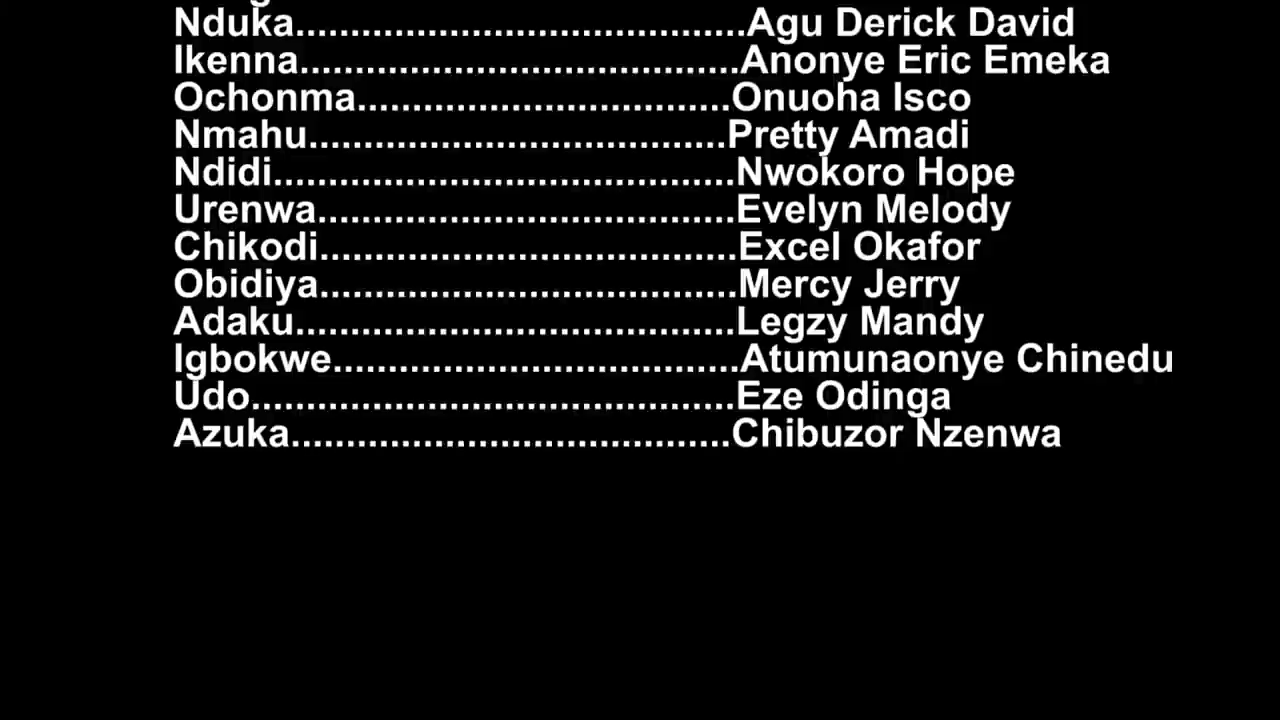 Nduka.........................................Agu Derick David
Ikenna........................................Anonye Eric Emeka
Ochonma..................................Onuoha Isco
Nmahu......................................Pretty Amadi
Ndidi..........................................Nwokoro Hope
Urenwa......................................Evelyn Melody
Chikodi......................................Excel Okafor
Obidiya......................................Mercy Jerry
Adaku........................................Legzy Mandy
Igbokwe.....................................Atumunaonye Chinedu
Udo............................................Eze Odinga
Azuka........................................Chibuzor Nzenwa